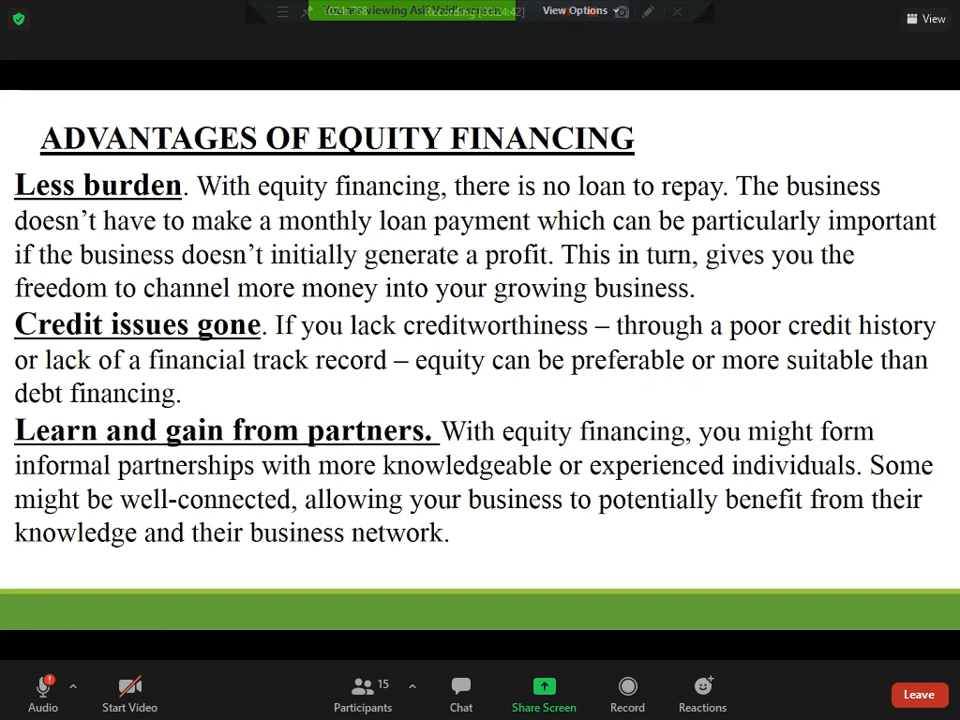 View Options
View
ADVANTAGES OF EQUITY FINANCING
Less burden. With equity financing, there is no loan to repay. The business
doesn’t have to make a monthly loan payment which can be particularly important
if the business doesn’t initially generate a profit. This in turn, gives you the
freedom to channel more money into your growing business.
Credit issues gone. If you lack creditworthiness – through a poor credit history
or lack of a financial track record – equity can be preferable or more suitable than
debt financing.
Learn and gain from partners. With equity financing, you might form
informal partnerships with more knowledgeable or experienced individuals. Some
might be well-connected, allowing your business to potentially benefit from their
knowledge and their business network.
15
Audio
Start Video
Participants
Chat
Share Screen
Record
Reactions
Leave